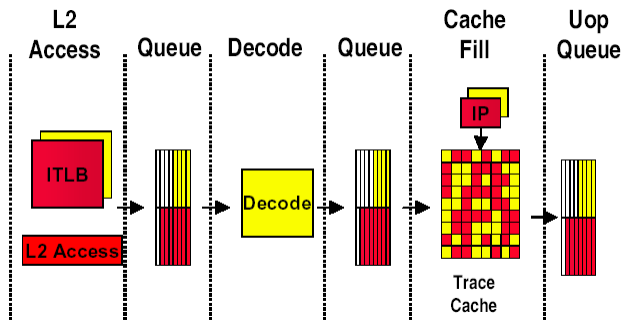 L2
Access
Queue
Decode
Queue
Cache
Fill
Uop
Queue
IP
ITLB
Decode
L2 Access
Trace
Cache